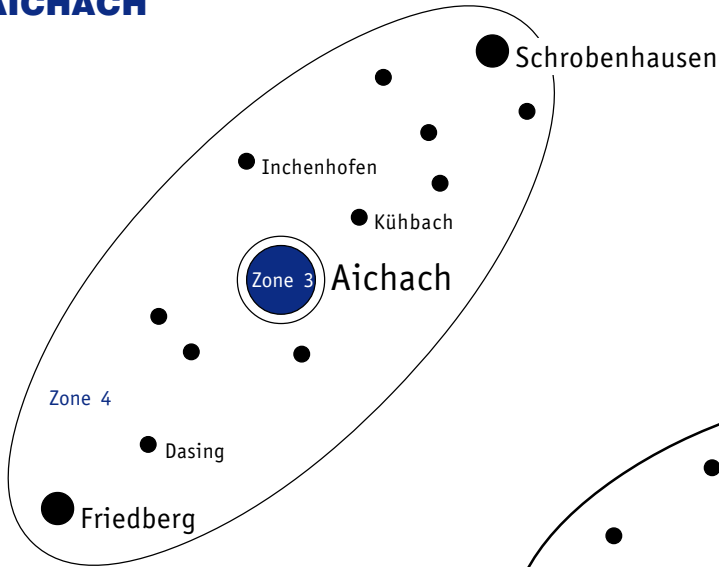 AICHACH
Schrobenhausen
Inchenhofen
Kühbach
Zone 3
Aichach
Zone 4
Dasing
Friedberg